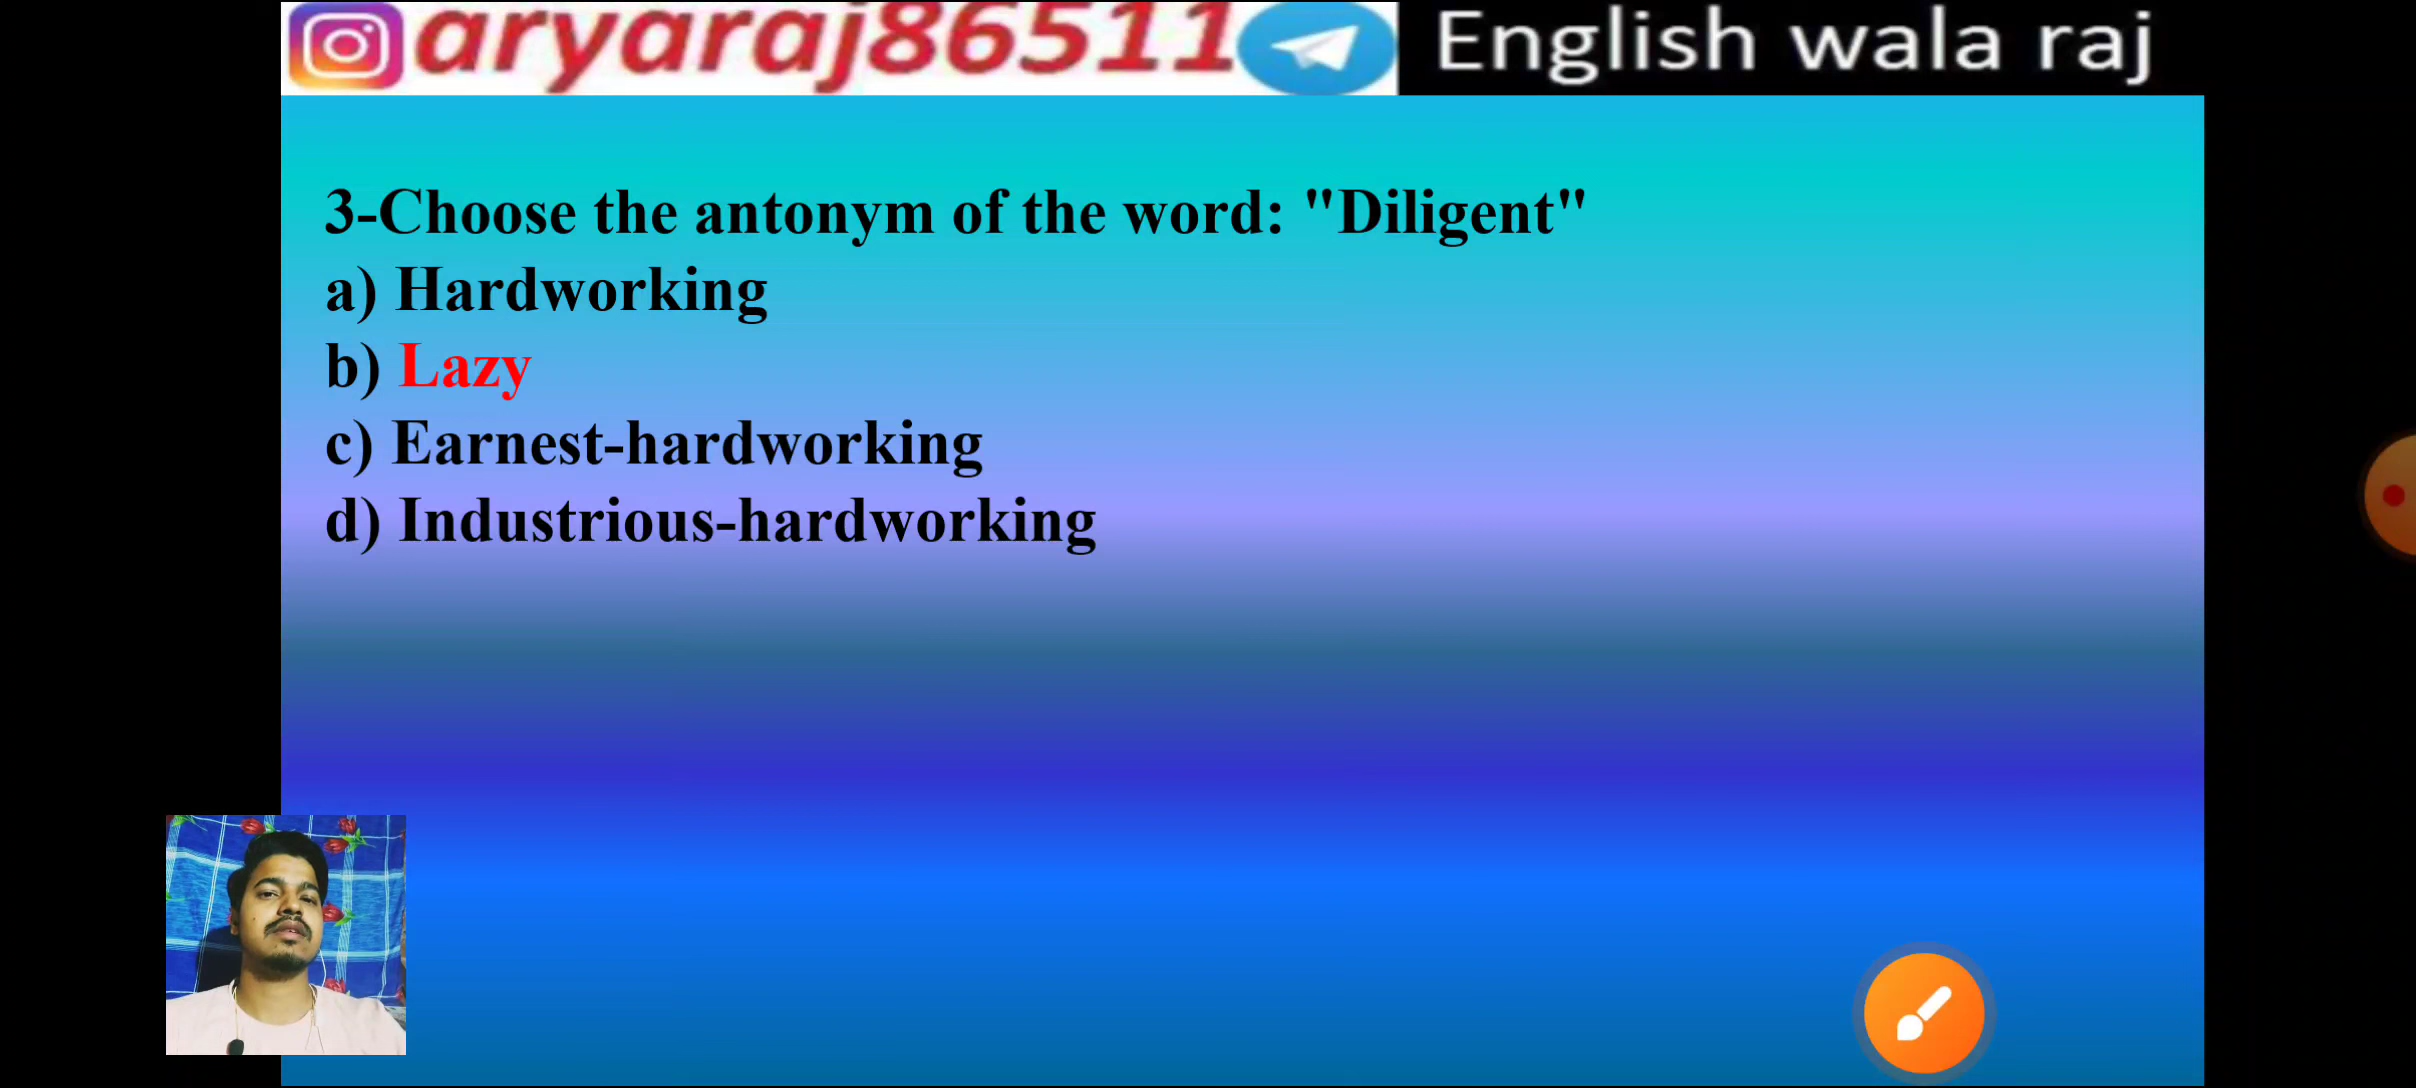 aryaraj86511 English wala raj
3-Choose the antonym of the word: "Diligent"
a) Hardworking
b) Lazy
c) Earnest-hardworking
d) Industrious-hardworking